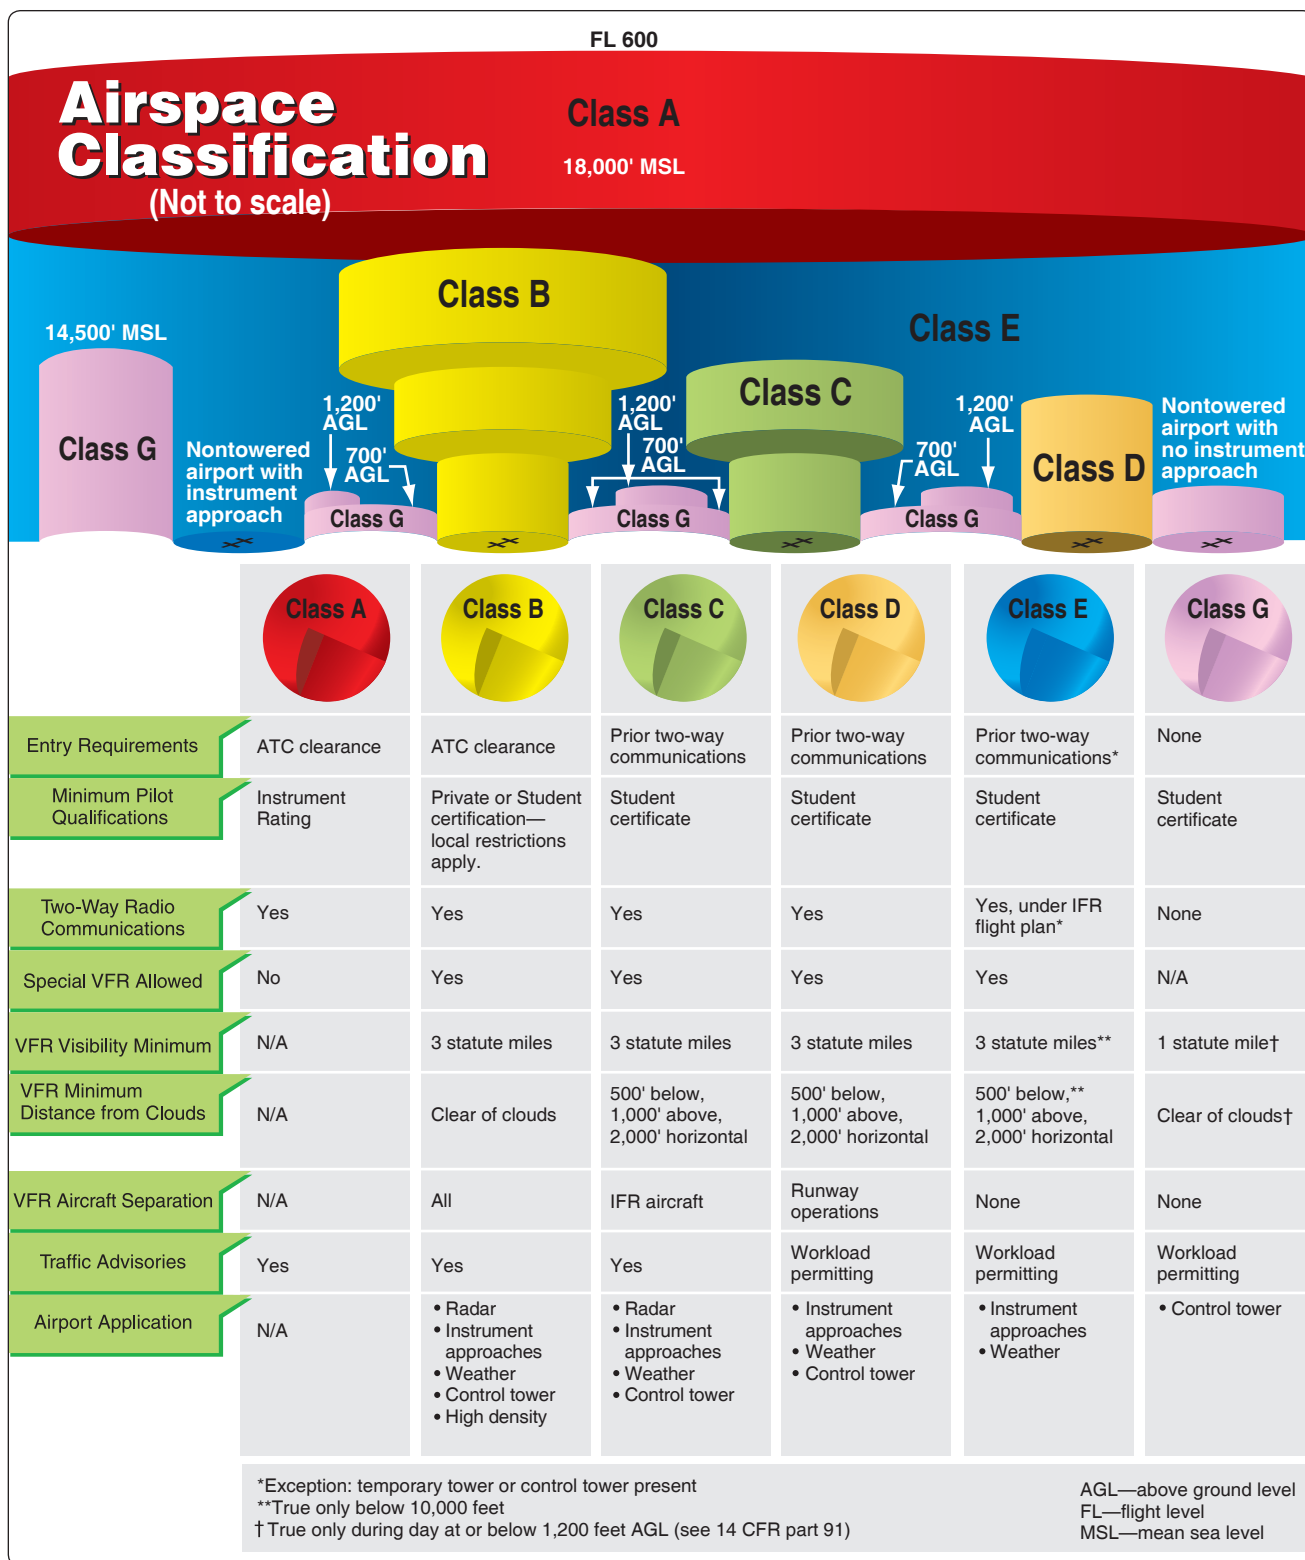 FL 600
Airspace
Classification
(Not to scale)
Class A
18,000' MSL
Class B
Class E
14,500' MSL
Class C
Class G
1,200'
AGL
700'
AGL
1,200'
AGL
700'
AGL
1,200'
AGL
700'
AGL
Nontowered
airport with
instrument
approach
Class D
Nontowered
airport with
no instrument
approach
Class G
Class G
Class G
Class A
Class B
Class C
Class D
Class E
Class G
Entry Requirements
ATC clearance
ATC clearance
Prior two-way
communications
Prior two-way
communications
Prior two-way
communications*
None
Minimum Pilot
Qualifications
Instrument
Rating
Private or Student
certification—
local restrictions
apply.
Student
certificate
Student
certificate
Student
certificate
Student
certificate
Two-Way Radio
Communications
Yes
Yes
Yes
Yes
Yes, under IFR
flight plan*
None
Special VFR Allowed
No
Yes
Yes
Yes
Yes
N/A
VFR Visibility Minimum
N/A
3 statute miles
3 statute miles
3 statute miles
3 statute miles**
1 statute mile†
VFR Minimum
Distance from Clouds
N/A
Clear of clouds
500' below,
1,000' above,
2,000' horizontal
500' below,
1,000' above,
2,000' horizontal
500' below,**
1,000' above,
2,000' horizontal
Clear of clouds†
VFR Aircraft Separation
N/A
All
IFR aircraft
Runway
operations
None
None
Traffic Advisories
Yes
Yes
Yes
Workload
permitting
Workload
permitting
Workload
permitting
Airport Application
N/A
• Radar
• Instrument
approaches
• Weather
• Control tower
• High density
• Radar
• Instrument
approaches
• Weather
• Control tower
• Instrument
approaches
• Weather
• Control tower
• Instrument
approaches
• Weather
• Control tower
*Exception: temporary tower or control tower present
**True only below 10,000 feet
†True only during day at or below 1,200 feet AGL (see 14 CFR part 91)
AGL—above ground level
FL—flight level
MSL—mean sea level